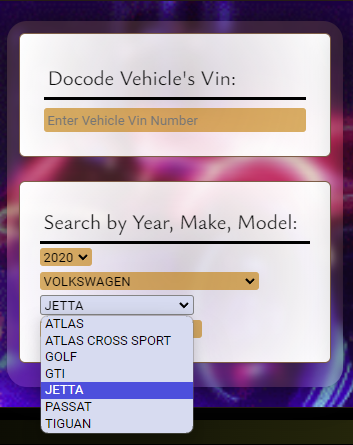 Docode Vehicle's Vin:
Enter Vehicle Vin Number
Search by Year, Make, Model:
2020
VOLKSWAGEN
JETTA
ATLAS
ATLAS CROSS SPORT
GOLF
GTI
JETTA
PASSAT
TIGUAN